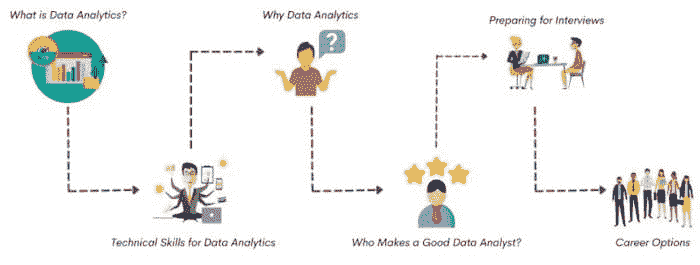 What is Data Analytics?
Technical Skills for Data Analytics
Why Data Analytics
Who Makes a Good Data Analyst?
Preparing for Interviews
Career Options